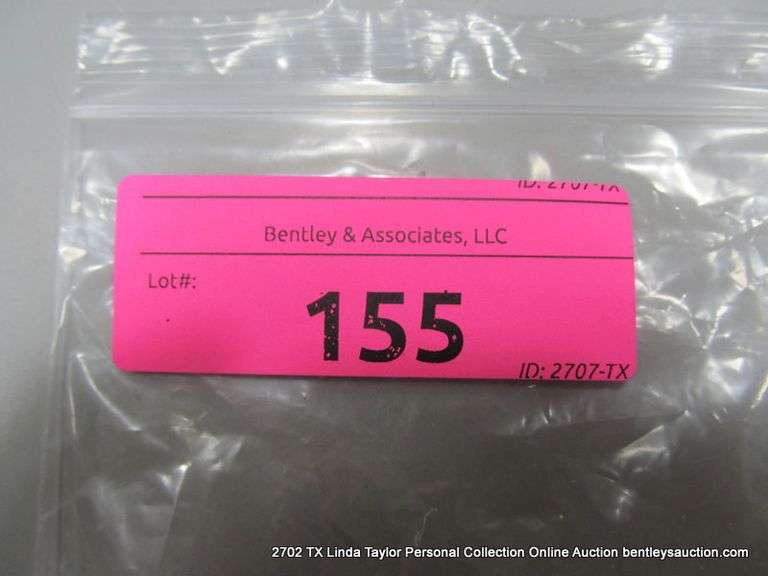 ID: 2707-TX
Bentley & Associates, LLC
Lot#:
155
ID: 2707-TX
2702 TX Linda Taylor Personal Collection Online Auction bentleysauction.com